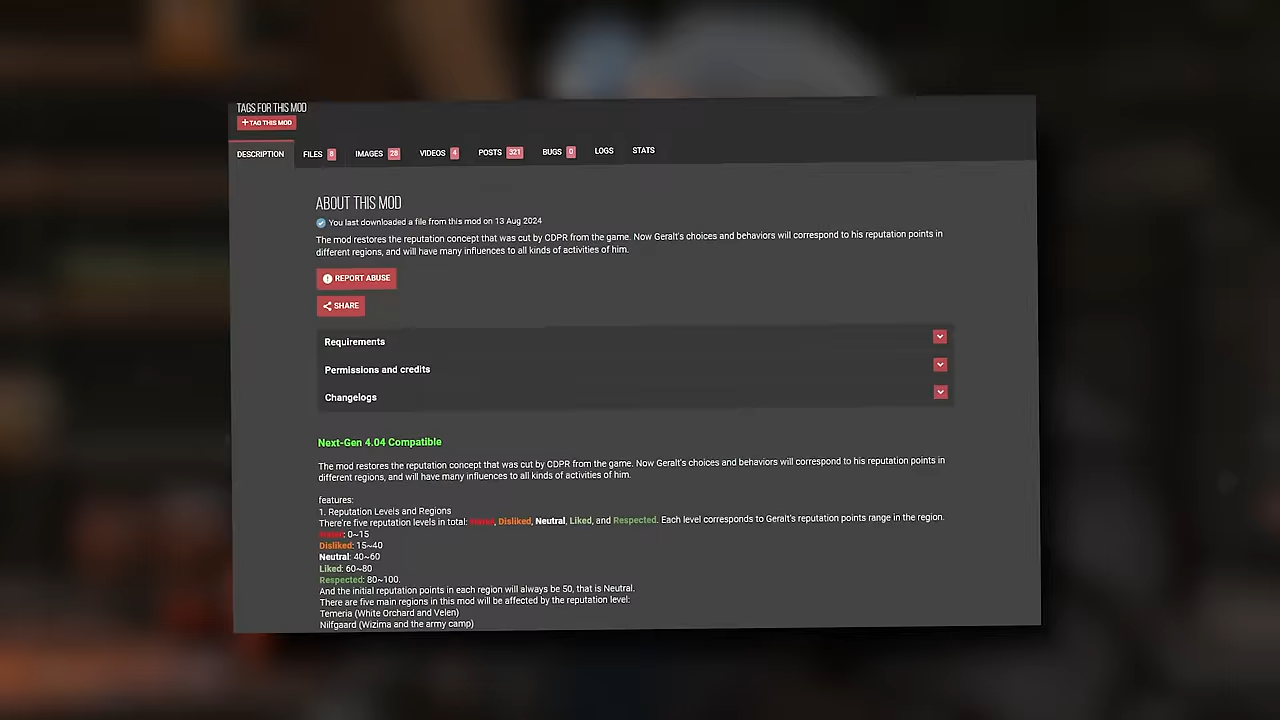 TAGS FOR THIS MOD
+ TAG THIS MOD
DESCRIPTION FILES 8 IMAGES 28 VIDEOS 4 POSTS 321 BUGS 0 LOGS STATS
ABOUT THIS MOD
You last downloaded a file from this mod on 13 Aug 2024
The mod restores the reputation concept that was cut by CDPR from the game. Now Geralt's choices and behaviors will correspond to his reputation points in
different regions, and will have many influences to all kinds of activities of him.
REPORT ABUSE
SHARE
Requirements
Permissions and credits
Changelogs
Next-Gen 4.04 Compatible
The mod restores the reputation concept that was cut by CDPR from the game. Now Geralt's choices and behaviors will correspond to his reputation points in
different regions, and will have many influences to all kinds of activities of him.
features:
1. Reputation Levels and Regions
There're five reputation levels in total: , Disliked, Neutral, Liked, and Respected. Each level corresponds to Geralt's reputation points range in the region.
: 0~15
Disliked: 15~40
Neutral: 40~60
Liked: 60~80
Respected: 80~100.
And the initial reputation points in each region will always be 50, that is Neutral.
There are five main regions in this mod will be affected by the reputation level:
Temeria (White Orchard and Velen)
Nilfgaard (Wizima and the army camp)